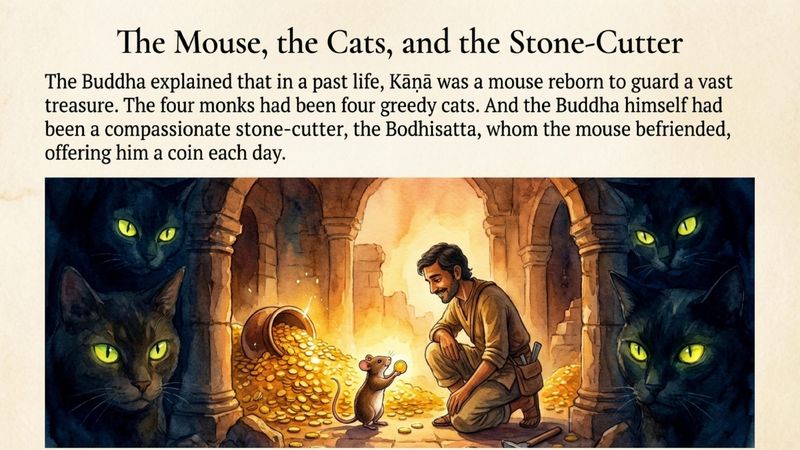 The Mouse, the Cats, and the Stone-Cutter
The Buddha explained that in a past life, Kāṇā was a mouse reborn to guard a vast
treasure. The four monks had been four greedy cats. And the Buddha himself had
been a compassionate stone-cutter, the Bodhisatta, whom the mouse befriended,
offering him a coin each day.